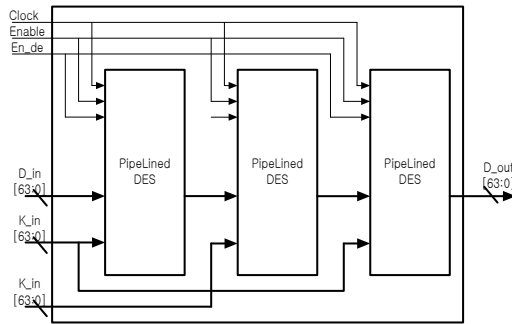 Clock
Enable
En_de
PipeLined
DES
PipeLined
DES
PipeLined
DES
D_in
[63:0]
D_out
[63:0]
K_in
[63:0]
K_in
[63:0]